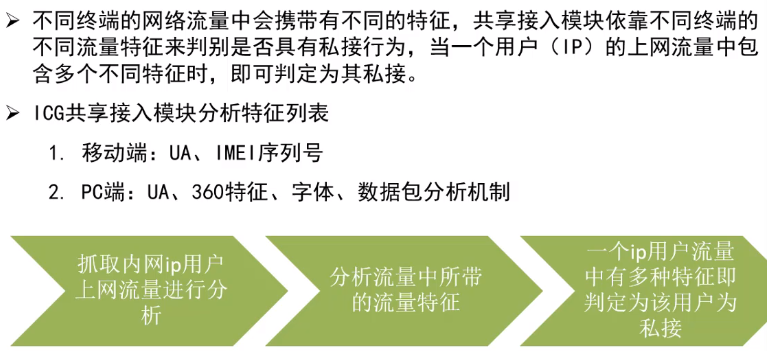 ➢ 不同终端的网络流量中会携带有不同的特征，共享接入模块依靠不同终端的
不同流量特征来判别是否具有私接行为，当一个用户（IP）的上网流量中包
含多个不同特征时，即可判定为其私接。
➢ ICG共享接入模块分析特征列表
1. 移动端：UA、IMEI序列号
2. PC端：UA、360特征、字体、数据包分析机制
抓取内网ip用户
上网流量进行分
析
分析流量中所带
的流量特征
一个ip用户流量
中有多种特征即
判定为该用户为
私接